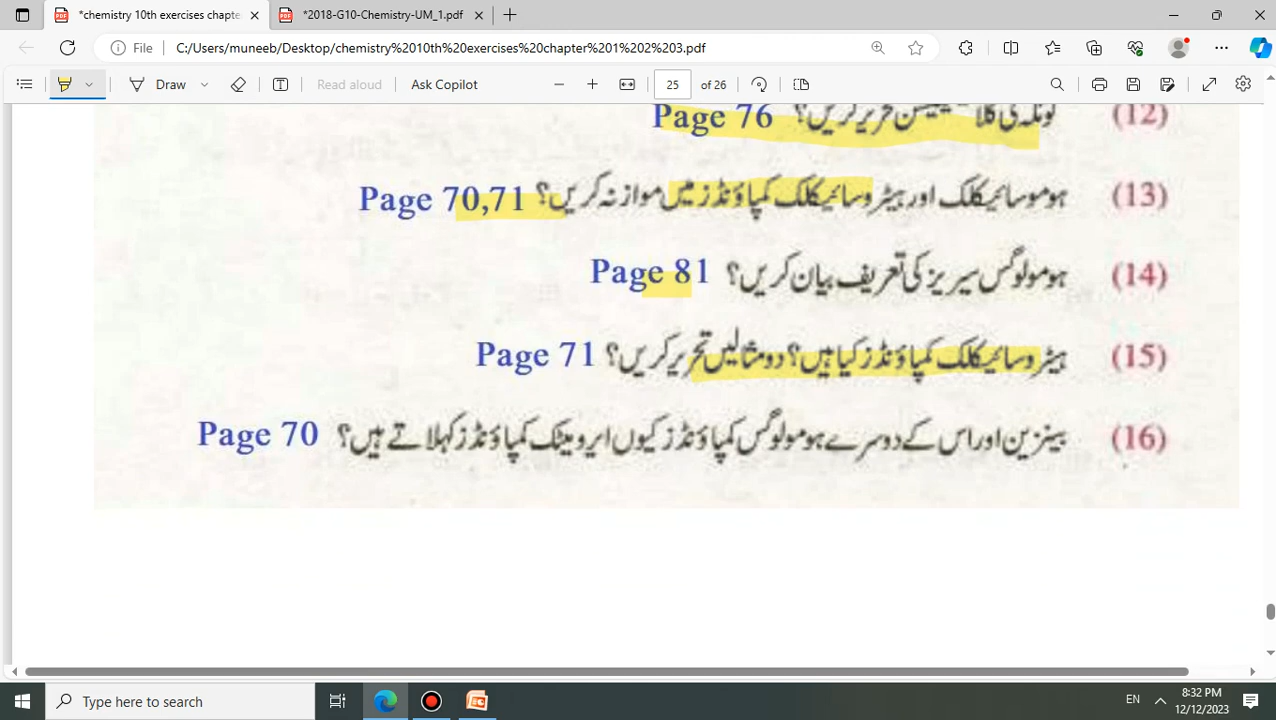 *chemistry 10th exercises chapte
*2018-G10-Chemistry-UM_1.pdf
File
C:/Users/muneeb/Desktop/chemistry%2010th%20exercises%20chapter%201%202%203.pdf
Draw
Read aloud
Ask Copilot
25 of 26
(12) کوئلہ کی تحریر کریں؟ Page 76
(13) ہوموسائیکلک اور ہیٹروسائیکلک کمپاؤنڈز میں موازنہ کریں؟ Page 70,71
(14) ہومولوگس سیریز کی تعریف بیان کریں؟ Page 81
(15) ہیٹروسائیکلک کمپاؤنڈز کیا ہیں؟ دو مثالیں تحریر کریں؟ Page 71
(16) بینزین اور اس کے دوسرے ہومولوگس کمپاؤنڈز کیوں ایرومیٹک کمپاؤنڈز کہلاتے ہیں؟ Page 70
Type here to search
EN
8:32 PM
12/12/2023